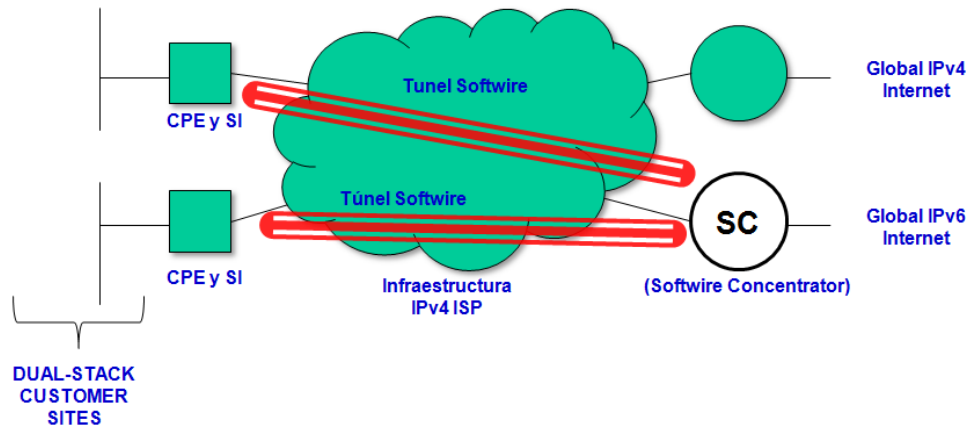 Tunel Softwire
Global IPv4
Internet
CPE y SI
Túnel Softwire
SC
Global IPv6
Internet
CPE y SI
Infraestructura
IPv4 ISP
(Softwire Concentrator)
DUAL-STACK
CUSTOMER
SITES